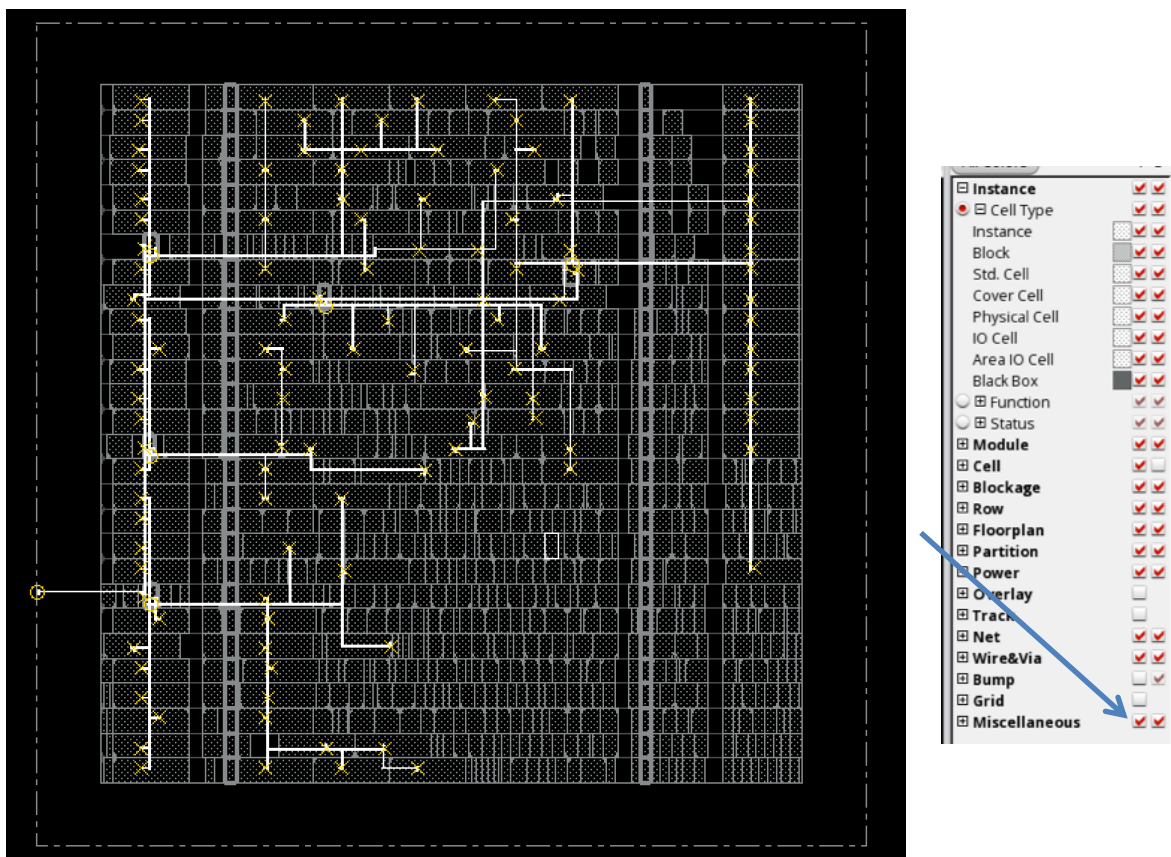 Instance
Cell Type
Instance
Block
Std. Cell
Cover Cell
Physical Cell
IO Cell
Area IO Cell
Black Box
Function
Status
Module
Cell
Blockage
Row
Floorplan
Partition
Power
Overlay
Track
Net
Wire&Via
Bump
Grid
Miscellaneous